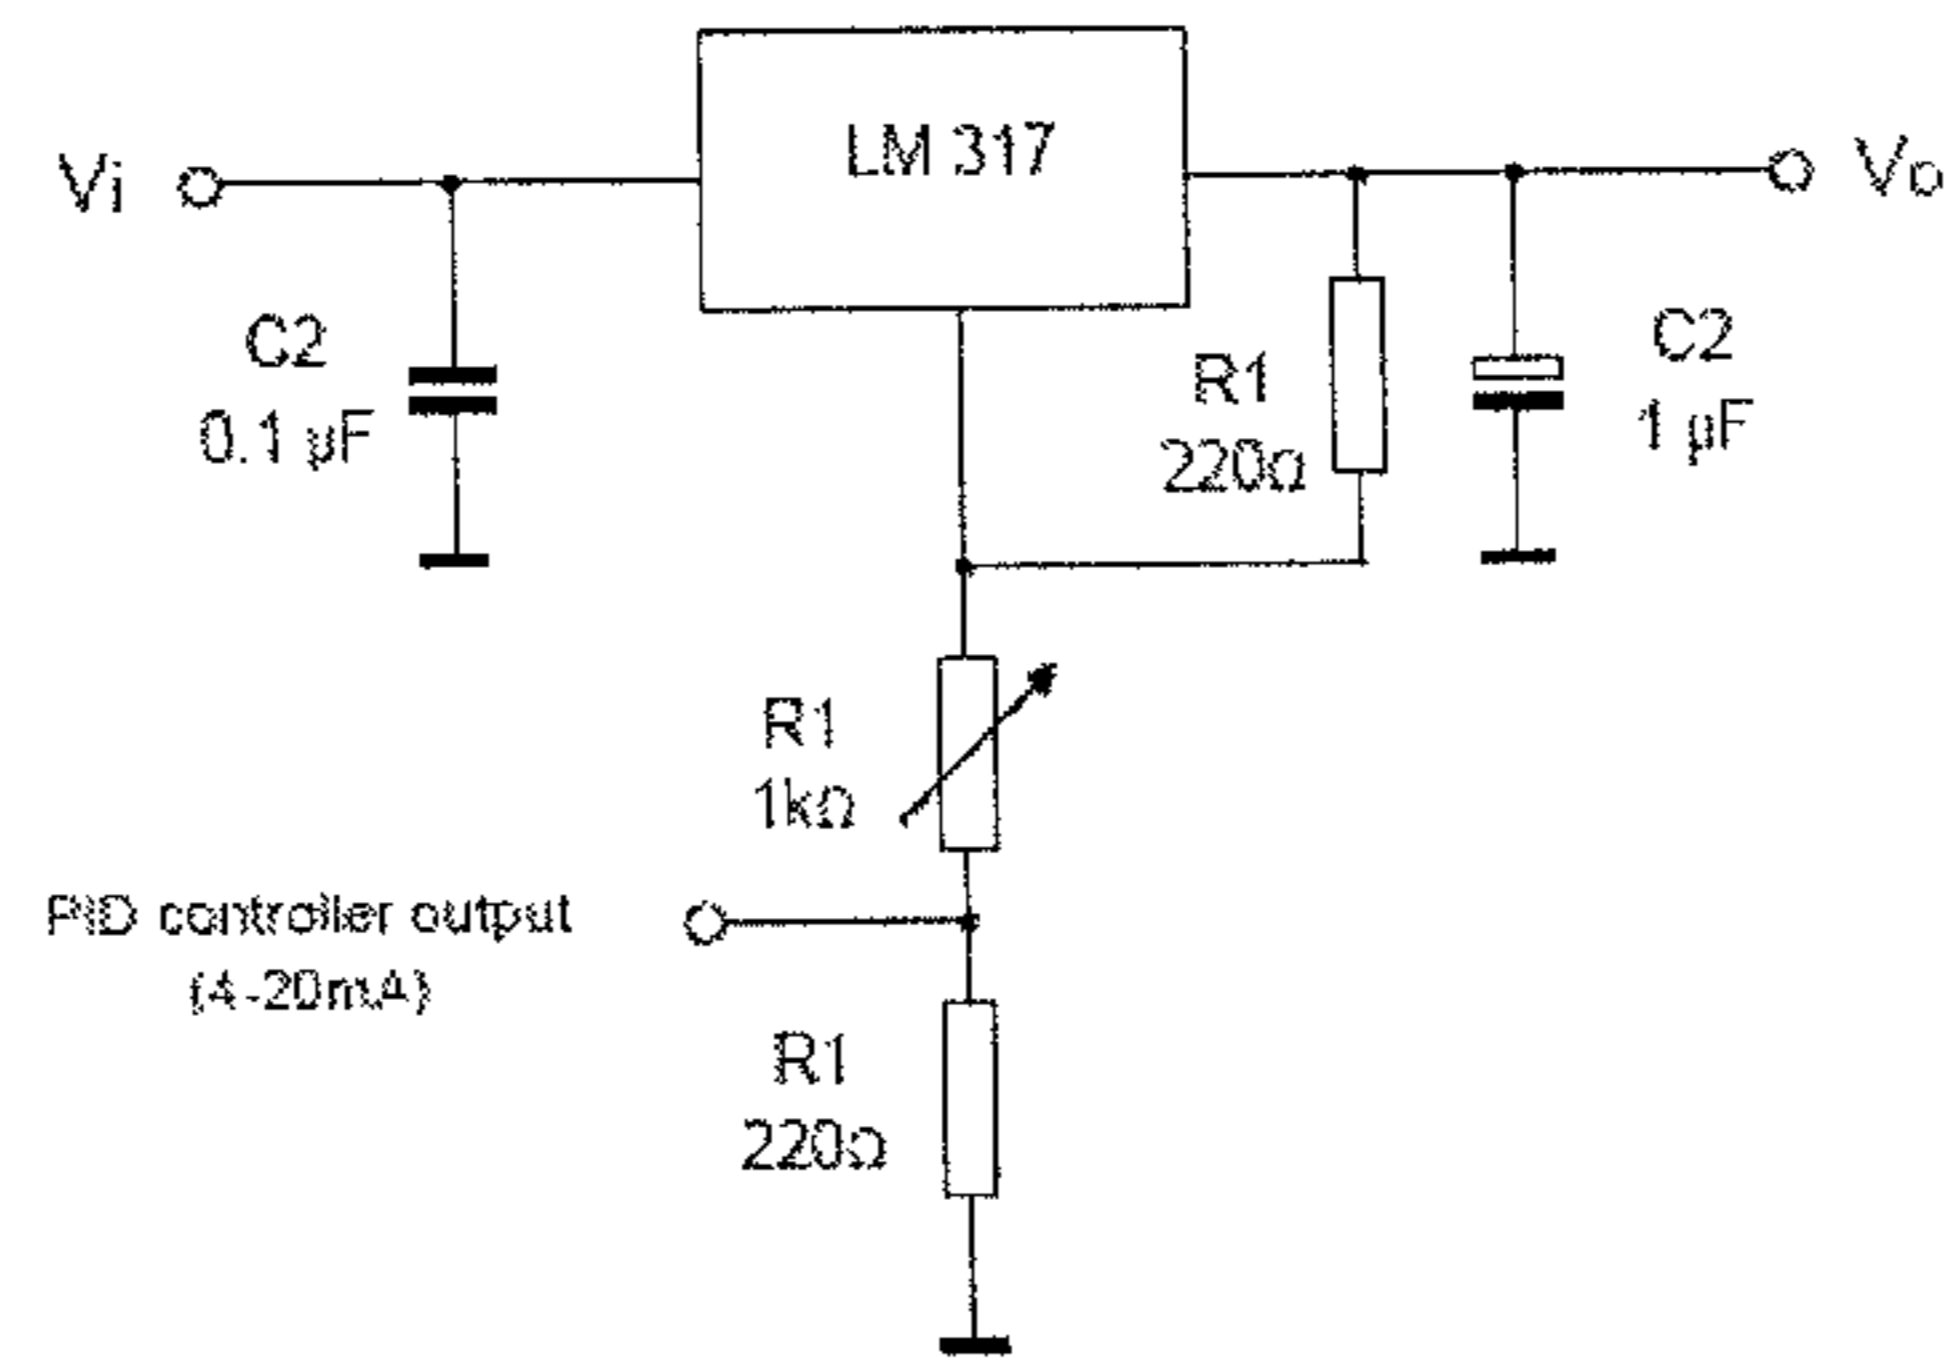 LM 317
Vi
Vo
C2
0.1 µF
R1
220Ω
C2
1 µF
R1
1kΩ
PID controller output
(4-20mA)
R1
220Ω